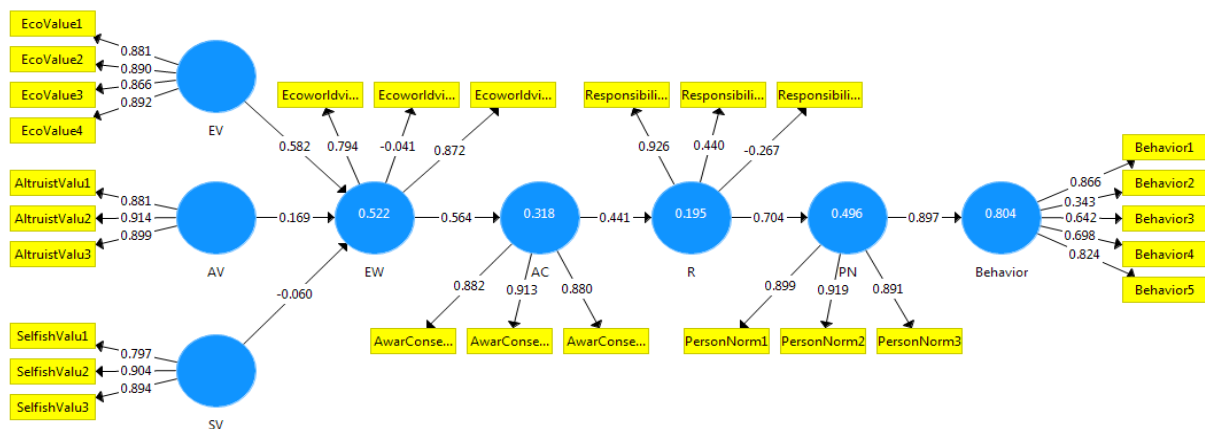 EcoValue1
EcoValue2
EcoValue3
EcoValue4
0.881
0.890
0.866
0.892
EV
0.582
AltruistValu1
AltruistValu2
AltruistValu3
0.881
0.914
0.899
AV
0.169
SelfishValu1
SelfishValu2
SelfishValu3
0.797
0.904
0.894
SV
-0.060
Ecoworldvi...
Ecoworldvi...
Ecoworldvi...
0.794
-0.041
0.872
0.522
EW
0.564
0.318
AC
0.882
0.913
0.880
AwarConse...
AwarConse...
AwarConse...
0.441
Responsibili...
Responsibili...
Responsibili...
0.926
0.440
-0.267
0.195
R
0.704
0.496
PN
0.899
0.919
0.891
PersonNorm1
PersonNorm2
PersonNorm3
0.897
0.804
Behavior
0.866
0.343
0.642
0.698
0.824
Behavior1
Behavior2
Behavior3
Behavior4
Behavior5